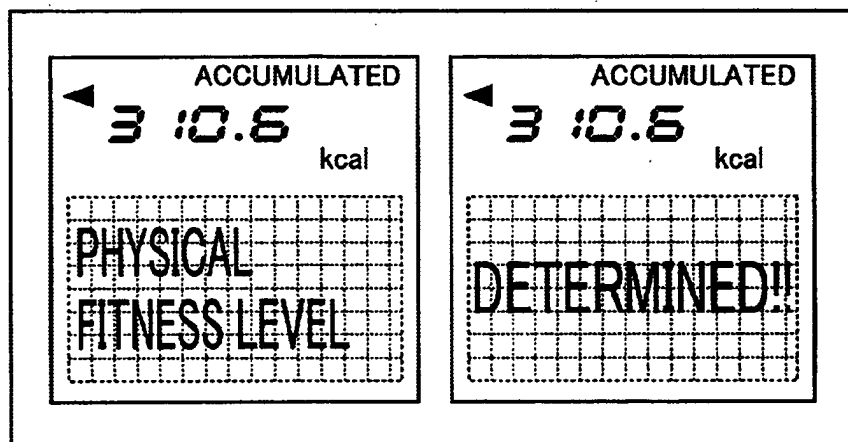 ACCUMULATED
310.6
kcal
PHYSICAL
FITNESS LEVEL
ACCUMULATED
310.6
kcal
DETERMINED!!